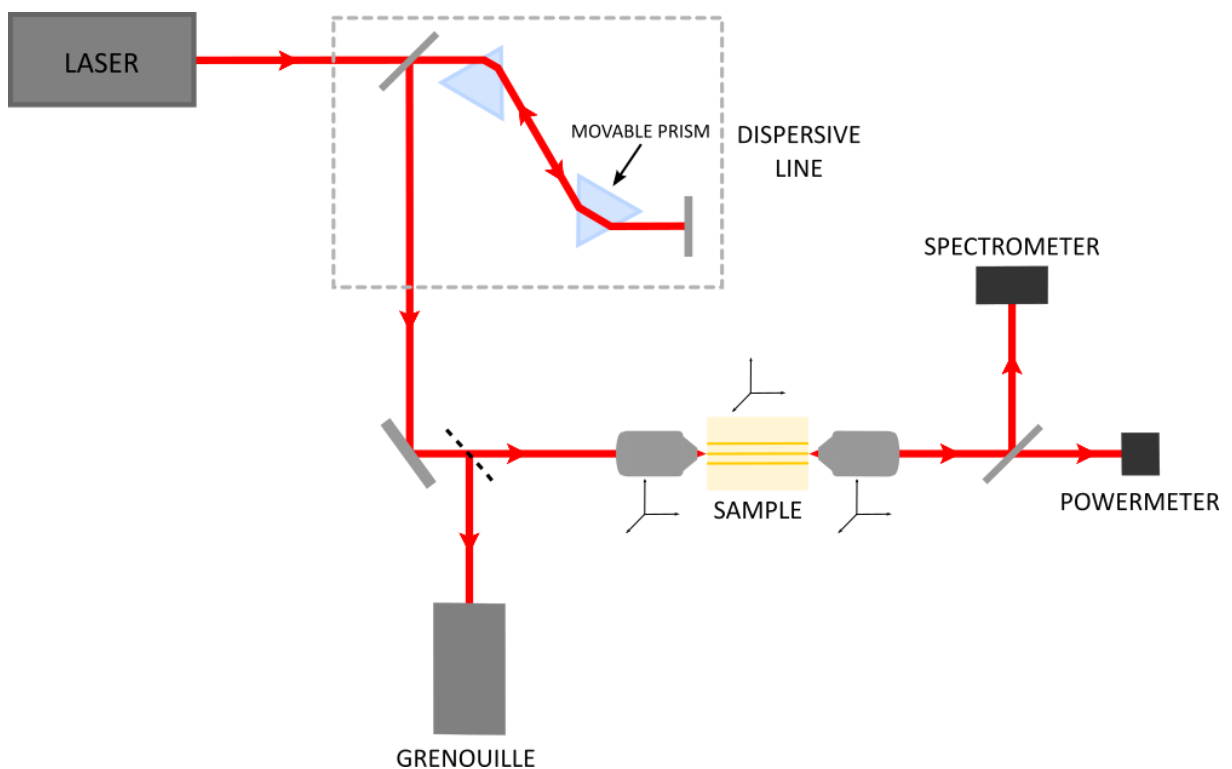 LASER
MOVABLE PRISM
DISPERSIVE
LINE
SPECTROMETER
SAMPLE
POWERMETER
GRENOUILLE